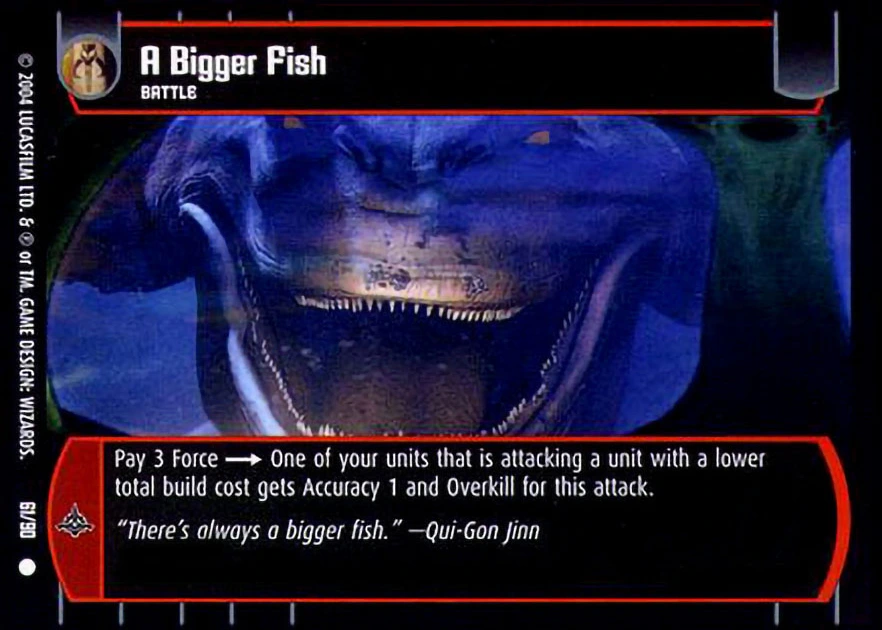 A Bigger Fish
BATTLE
Pay 3 Force → One of your units that is attacking a unit with a lower
total build cost gets Accuracy 1 and Overkill for this attack.
“There's always a bigger fish.” —Qui-Gon Jinn
© 2004 LUCASFILM LTD. & ® or TM. GAME DESIGN: WIZARDS.
61/90